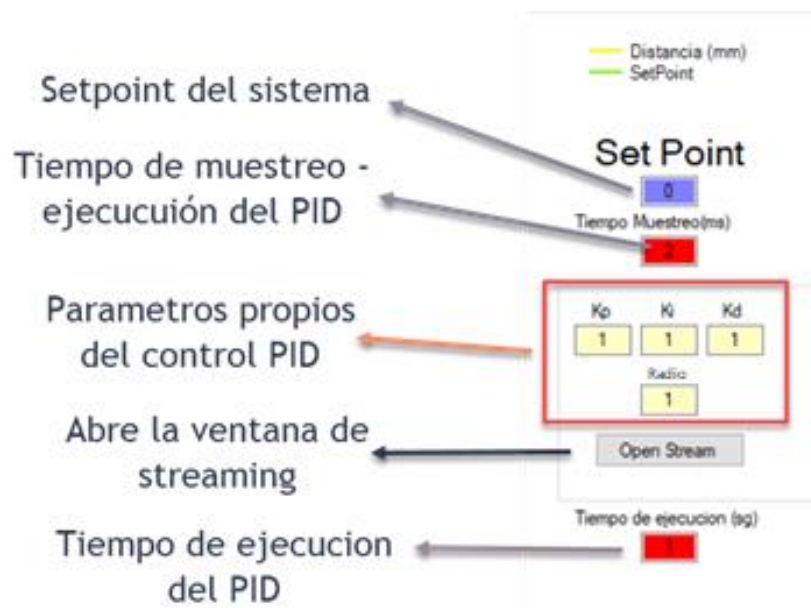 Distancia (mm)
SetPoint
Setpoint del sistema
Set Point
0
Tiempo de muestreo -
ejecucuión del PID
Tiempo Muestreo(ms)
2
Parametros propios
del control PID
Kp Ki Kd
1 1 1
Radio
1
Abre la ventana de
streaming
Open Stream
Tiempo de ejecucion
del PID
Tiempo de ejecucion (sg)
1